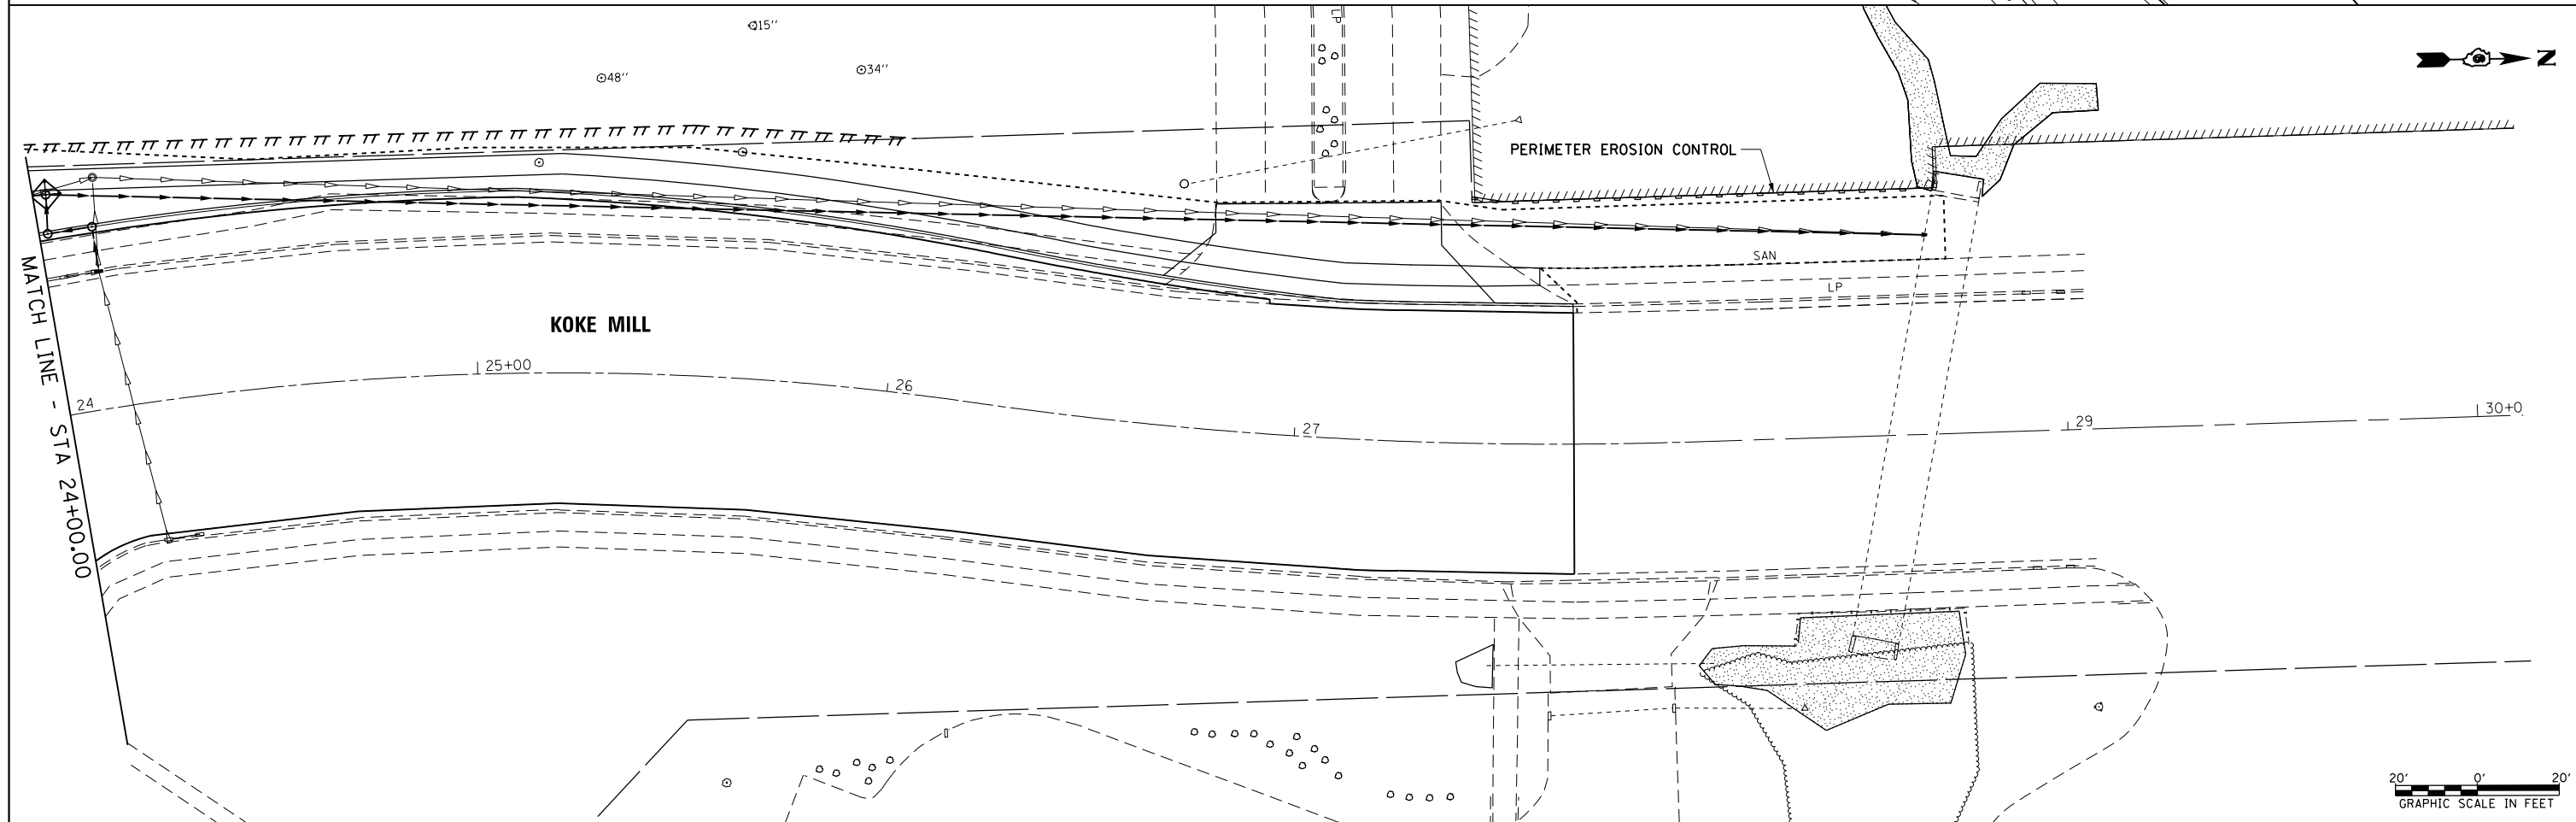 15''
48''
34''
LP
N
PERIMETER EROSION CONTROL
SAN
LP
KOKE MILL
MATCH LINE - STA 24+00.00
24
25+00
26
27
29
30+0
20' 0' 20'
GRAPHIC SCALE IN FEET